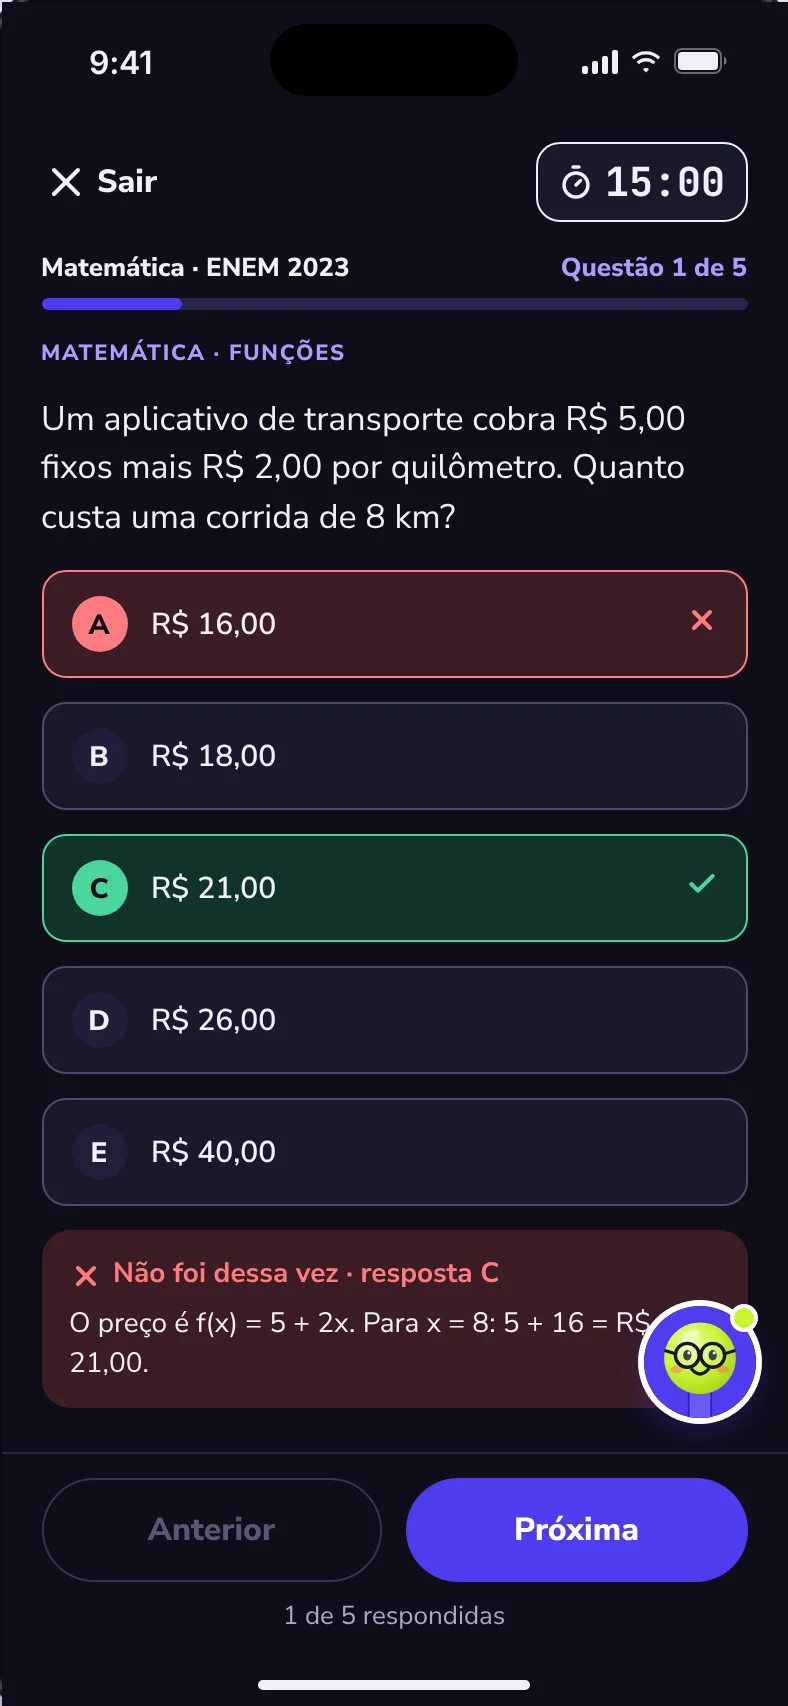 9:41
Sair
15:00
Matemática · ENEM 2023
Questão 1 de 5
MATEMÁTICA · FUNÇÕES
Um aplicativo de transporte cobra R$ 5,00
fixos mais R$ 2,00 por quilômetro. Quanto
custa uma corrida de 8 km?
A R$ 16,00
B R$ 18,00
C R$ 21,00
D R$ 26,00
E R$ 40,00
Não foi dessa vez · resposta C
O preço é f(x) = 5 + 2x. Para x = 8: 5 + 16 = R$
21,00.
Anterior
Próxima
1 de 5 respondidas